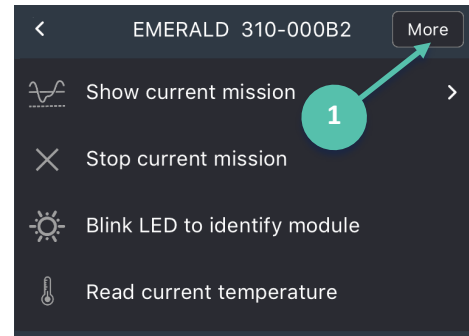 EMERALD 310-000B2 More
Show current mission
1
Stop current mission
Blink LED to identify module
Read current temperature